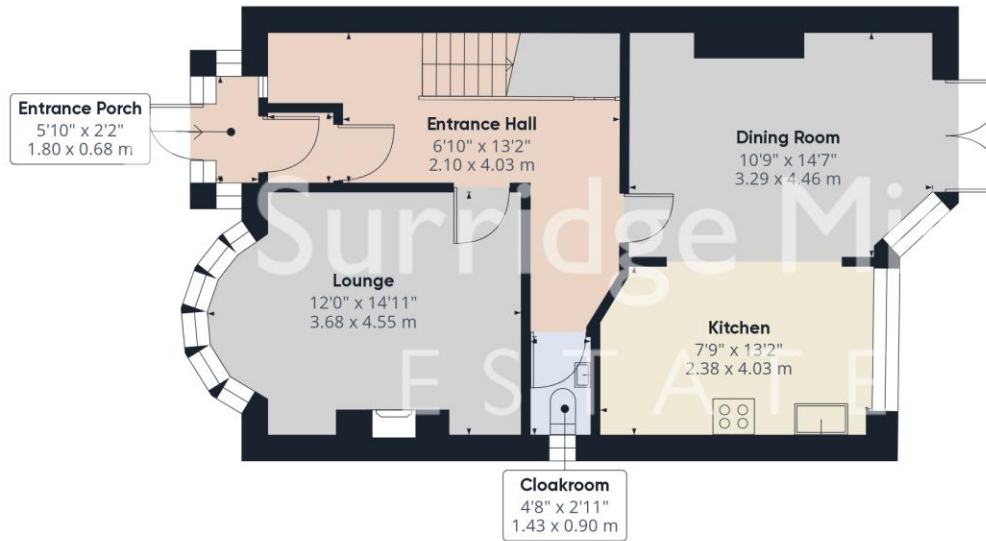 Entrance Porch
5'10" x 2'2"
1.80 x 0.68 m
Entrance Hall
6'10" x 13'2"
2.10 x 4.03 m
Dining Room
10'9" x 14'7"
3.29 x 4.46 m
Surridge Mi
Lounge
12'0" x 14'11"
3.68 x 4.55 m
Kitchen
7'9" x 13'2"
2.38 x 4.03 m
ESTATE
Cloakroom
4'8" x 2'11"
1.43 x 0.90 m